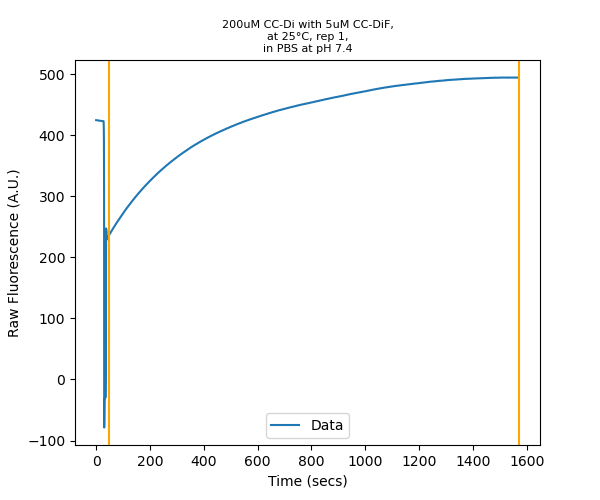 200uM CC-Di with 5uM CC-DiF,
at 25°C, rep 1,
in PBS at pH 7.4
500
400
300
200
100
0
−100
Raw Fluorescence (A.U.)
Data
0 200 400 600 800 1000 1200 1400 1600
Time (secs)